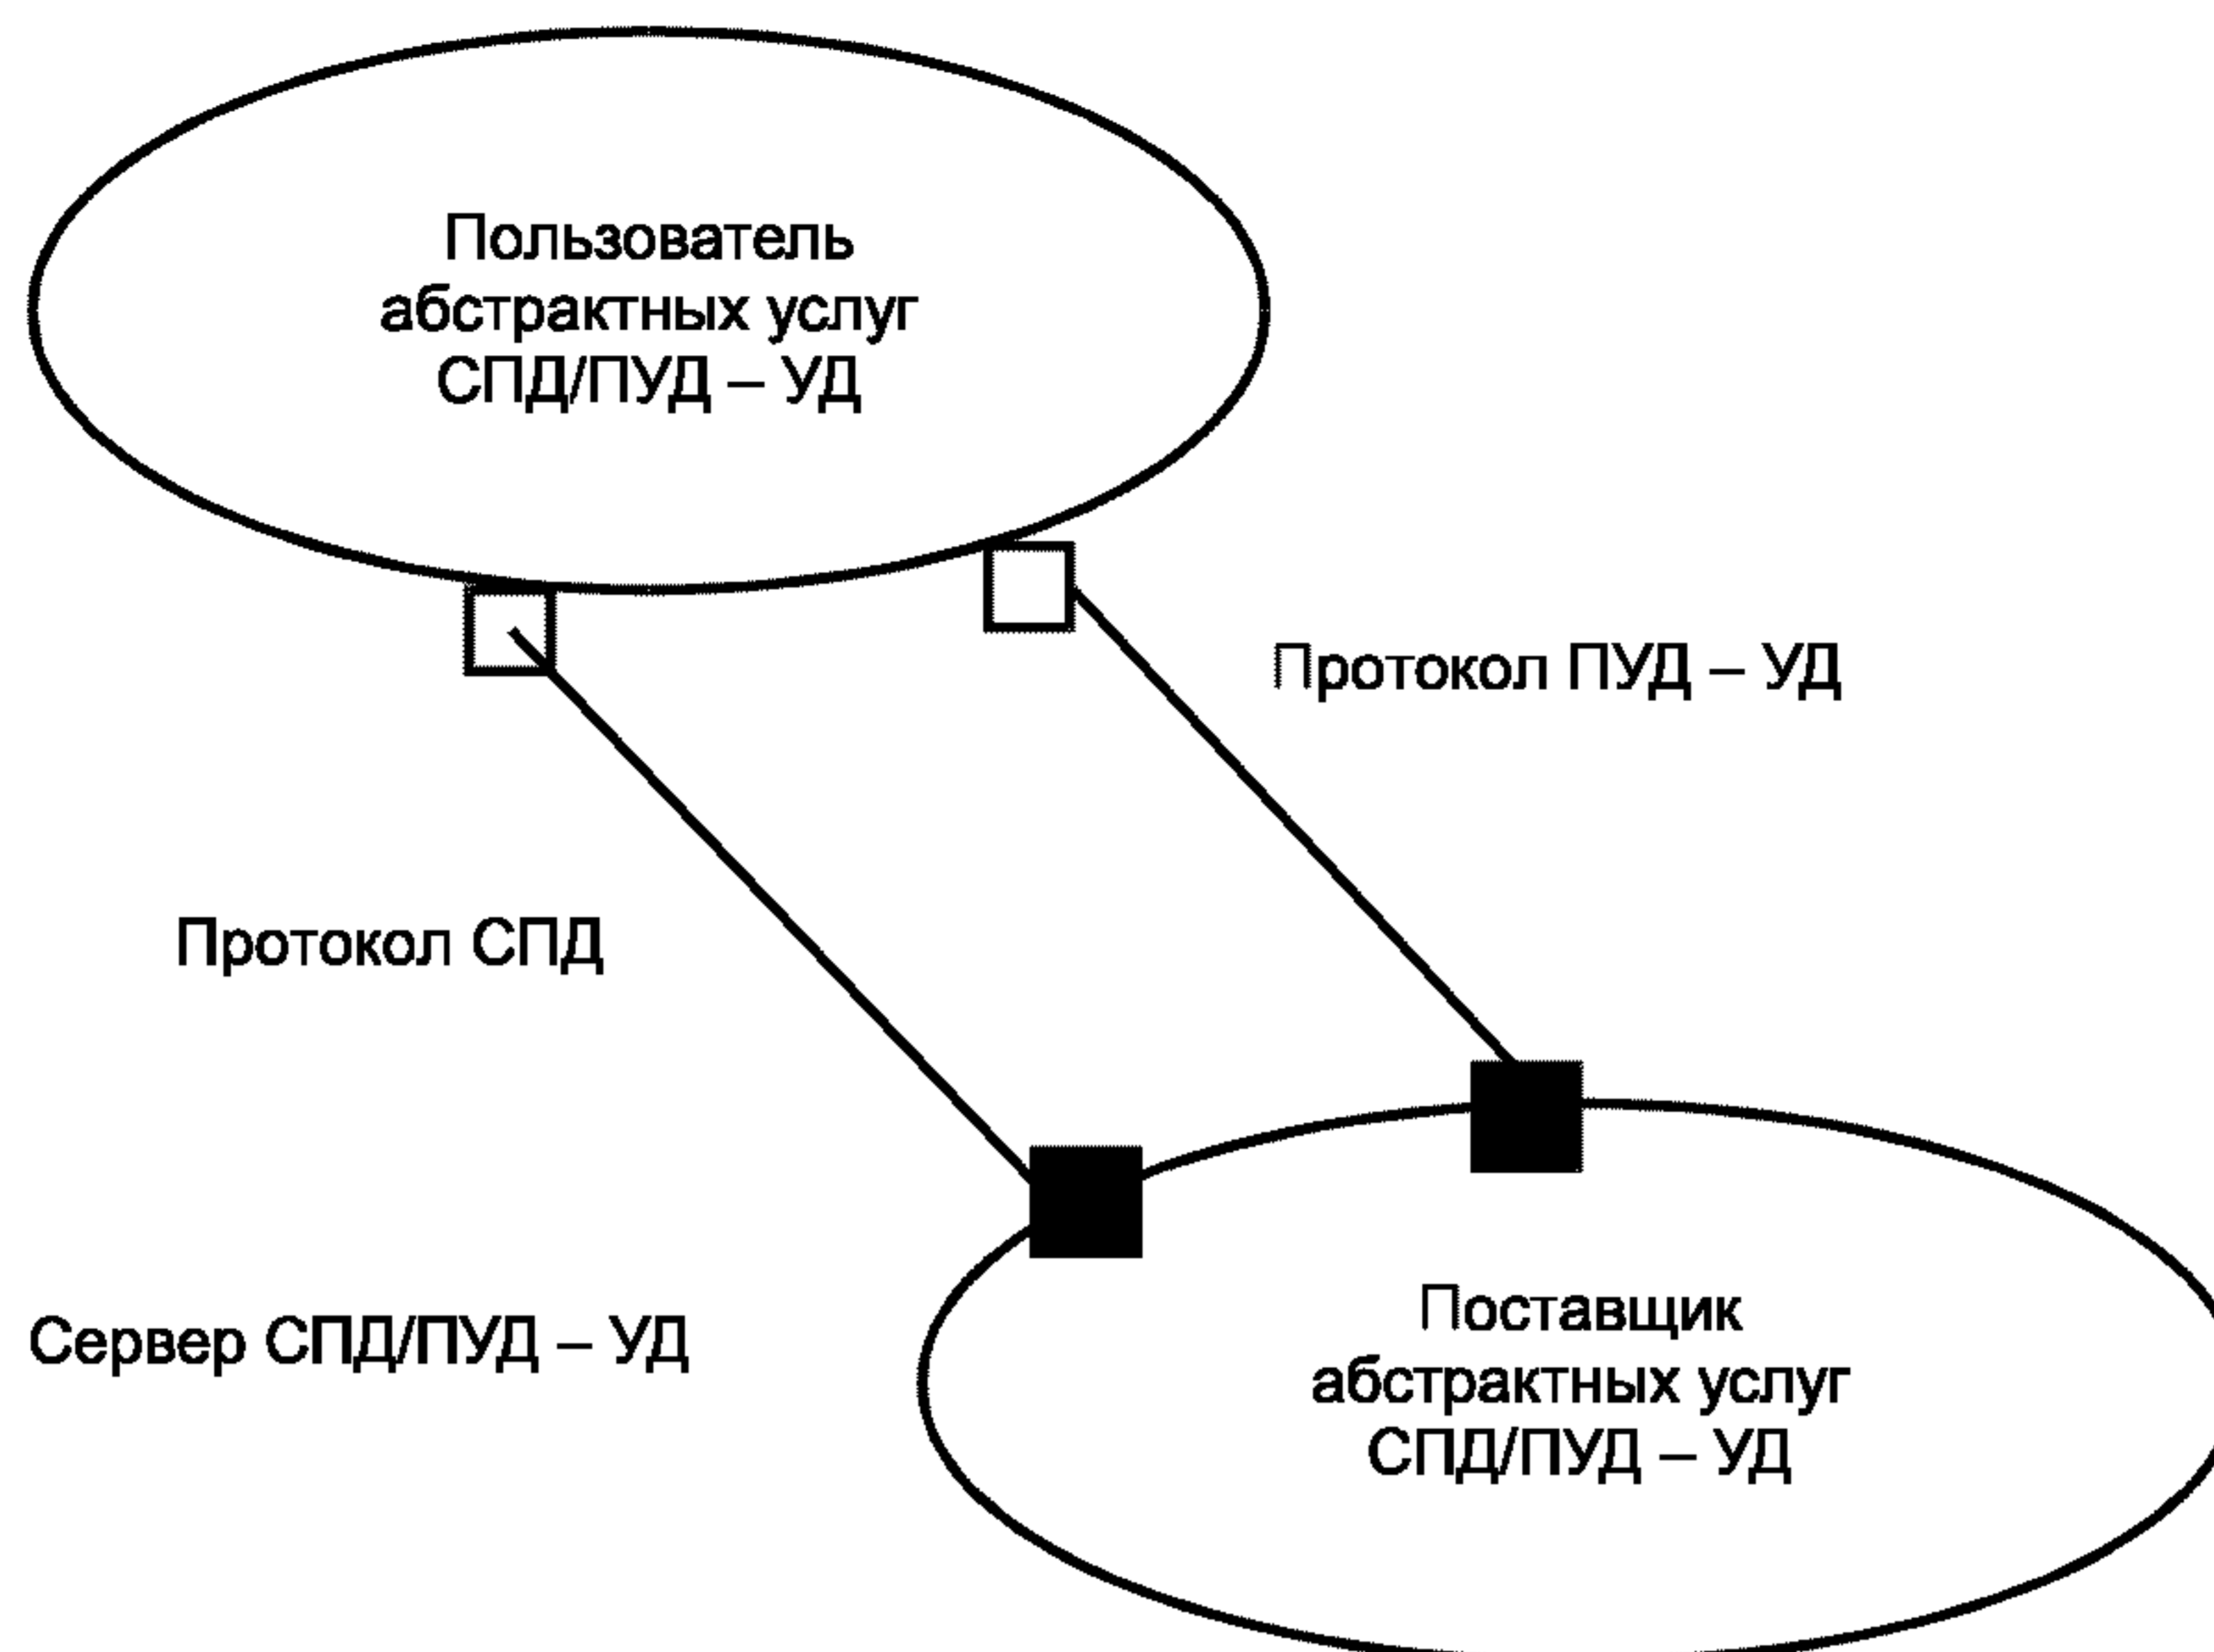 Пользователь
абстрактных услуг
СПД/ПУД – УД
Протокол ПУД – УД
Протокол СПД
Сервер СПД/ПУД – УД
Поставщик
абстрактных услуг
СПД/ПУД – УД